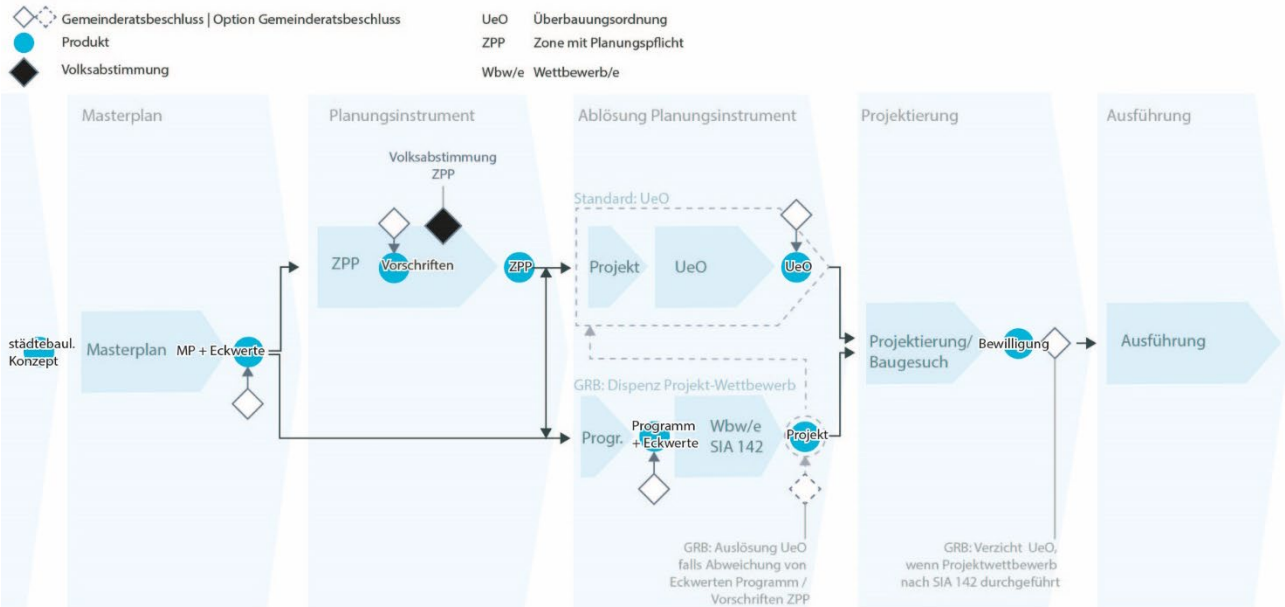 Gemeinderatsbeschluss | Option Gemeinderatsbeschluss
Produkt
Volksabstimmung
UeO Überbauungsordnung
ZPP Zone mit Planungspflicht
Wbw/e Wettbewerb/e
Masterplan
Planungsinstrument
Ablösung Planungsinstrument
Projektierung
Ausführung
städtebaul.
Konzept
Masterplan
MP + Eckwerte
Volksabstimmung
ZPP
ZPP
Vorschriften
ZPP
Standard: UeO
Projekt
UeO
UeO
GRB: Dispenz Projekt-Wettbewerb
Progr.
Programm
+ Eckwerte
Wbw/e
SIA 142
Projekt
GRB: Auslösung UeO
falls Abweichung von
Eckwerten Programm /
Vorschriften ZPP
Projektierung/
Baugesuch
Bewilligung
GRB: Verzicht UeO,
wenn Projektwettbewerb
nach SIA 142 durchgeführt
Ausführung